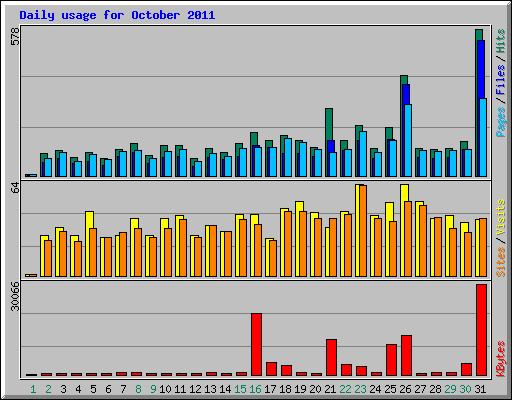 Daily usage for October 2011
578
Pages / Files / Hits
64
Sites / Visits
30066
KBytes
1 2 3 4 5 6 7 8 9 10 11 12 13 14 15 16 17 18 19 20 21 22 23 24 25 26 27 28 29 30 31